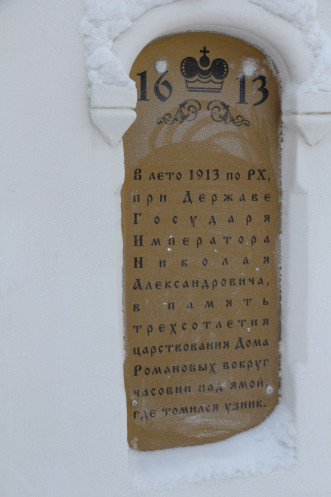 16 13
В лето 1913 по РХ,
при Державе
Государя
Императора
Николая
Александровича,
в память
трехсотлетия
царствования Дома
Романовых вокруг
часовни над ямой,
где томился узник.